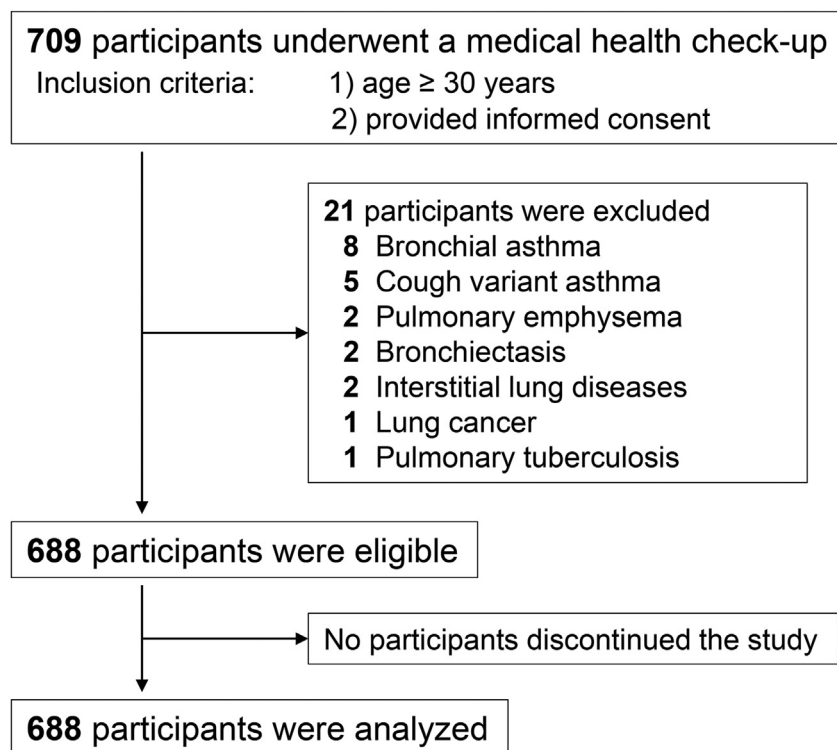 709 participants underwent a medical health check-up
Inclusion criteria: 1) age ≥ 30 years
2) provided informed consent
21 participants were excluded
8 Bronchial asthma
5 Cough variant asthma
2 Pulmonary emphysema
2 Bronchiectasis
2 Interstitial lung diseases
1 Lung cancer
1 Pulmonary tuberculosis
688 participants were eligible
No participants discontinued the study
688 participants were analyzed